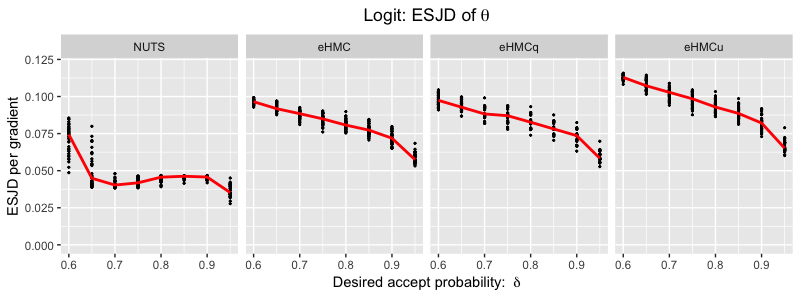 Logit: ESJD of θ
NUTS
eHMC
eHMCq
eHMCu
ESJD per gradient
0.125
0.100
0.075
0.050
0.025
0.000
0.6 0.7 0.8 0.9
0.6 0.7 0.8 0.9
0.6 0.7 0.8 0.9
0.6 0.7 0.8 0.9
Desired accept probability: δ